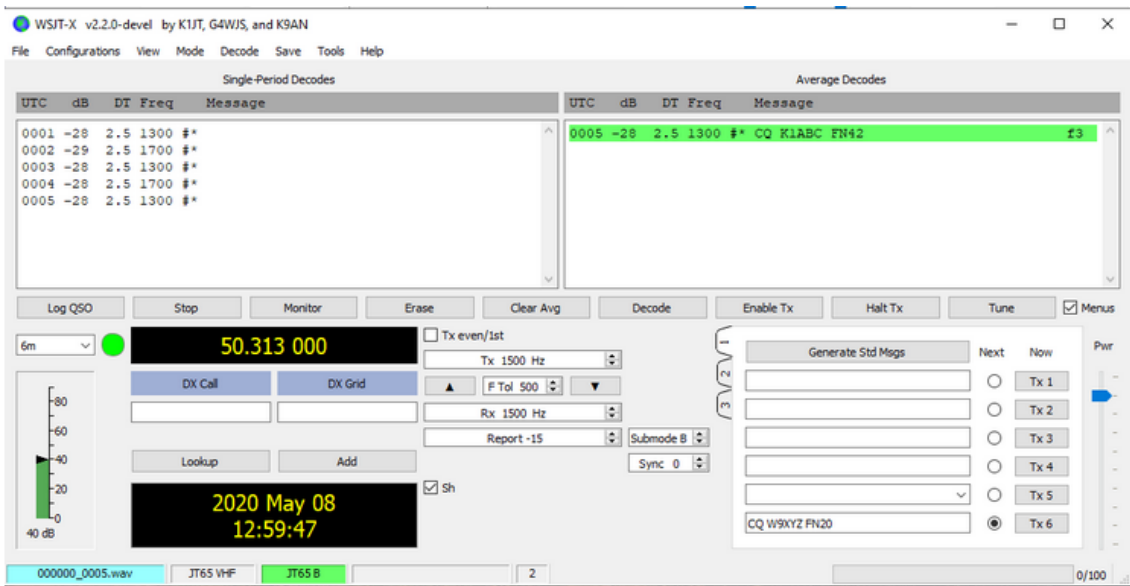 WSJT-X v2.2.0-devel by K1JT, G4WJS, and K9AN
File Configurations View Mode Decode Save Tools Help
Single-Period Decodes
UTC dB DT Freq Message
0001 -28 2.5 1300 #*
0002 -29 2.5 1700 #*
0003 -28 2.5 1300 #*
0004 -28 2.5 1700 #*
0005 -28 2.5 1300 #*
Average Decodes
UTC dB DT Freq Message
0005 -28 2.5 1300 #* CQ K1ABC FN42 f3
Log QSO Stop Monitor Erase Clear Avg Decode Enable Tx Halt Tx Tune Menus
6m
50.313 000
DX Call DX Grid
Lookup Add
2020 May 08
12:59:47
-80
-60
-40
-20
-0
40 dB
Tx even/1st
Tx 1500 Hz
F Tol 500
Rx 1500 Hz
Report -15
Submode B
Sync 0
Sh
1
2
3
Generate Std Msgs Next Now
Tx 1
Tx 2
Tx 3
Tx 4
Tx 5
CQ W9XYZ FN20 Tx 6
Pwr
000000_0005.wav JT65 VHF JT65 B 2 0/100